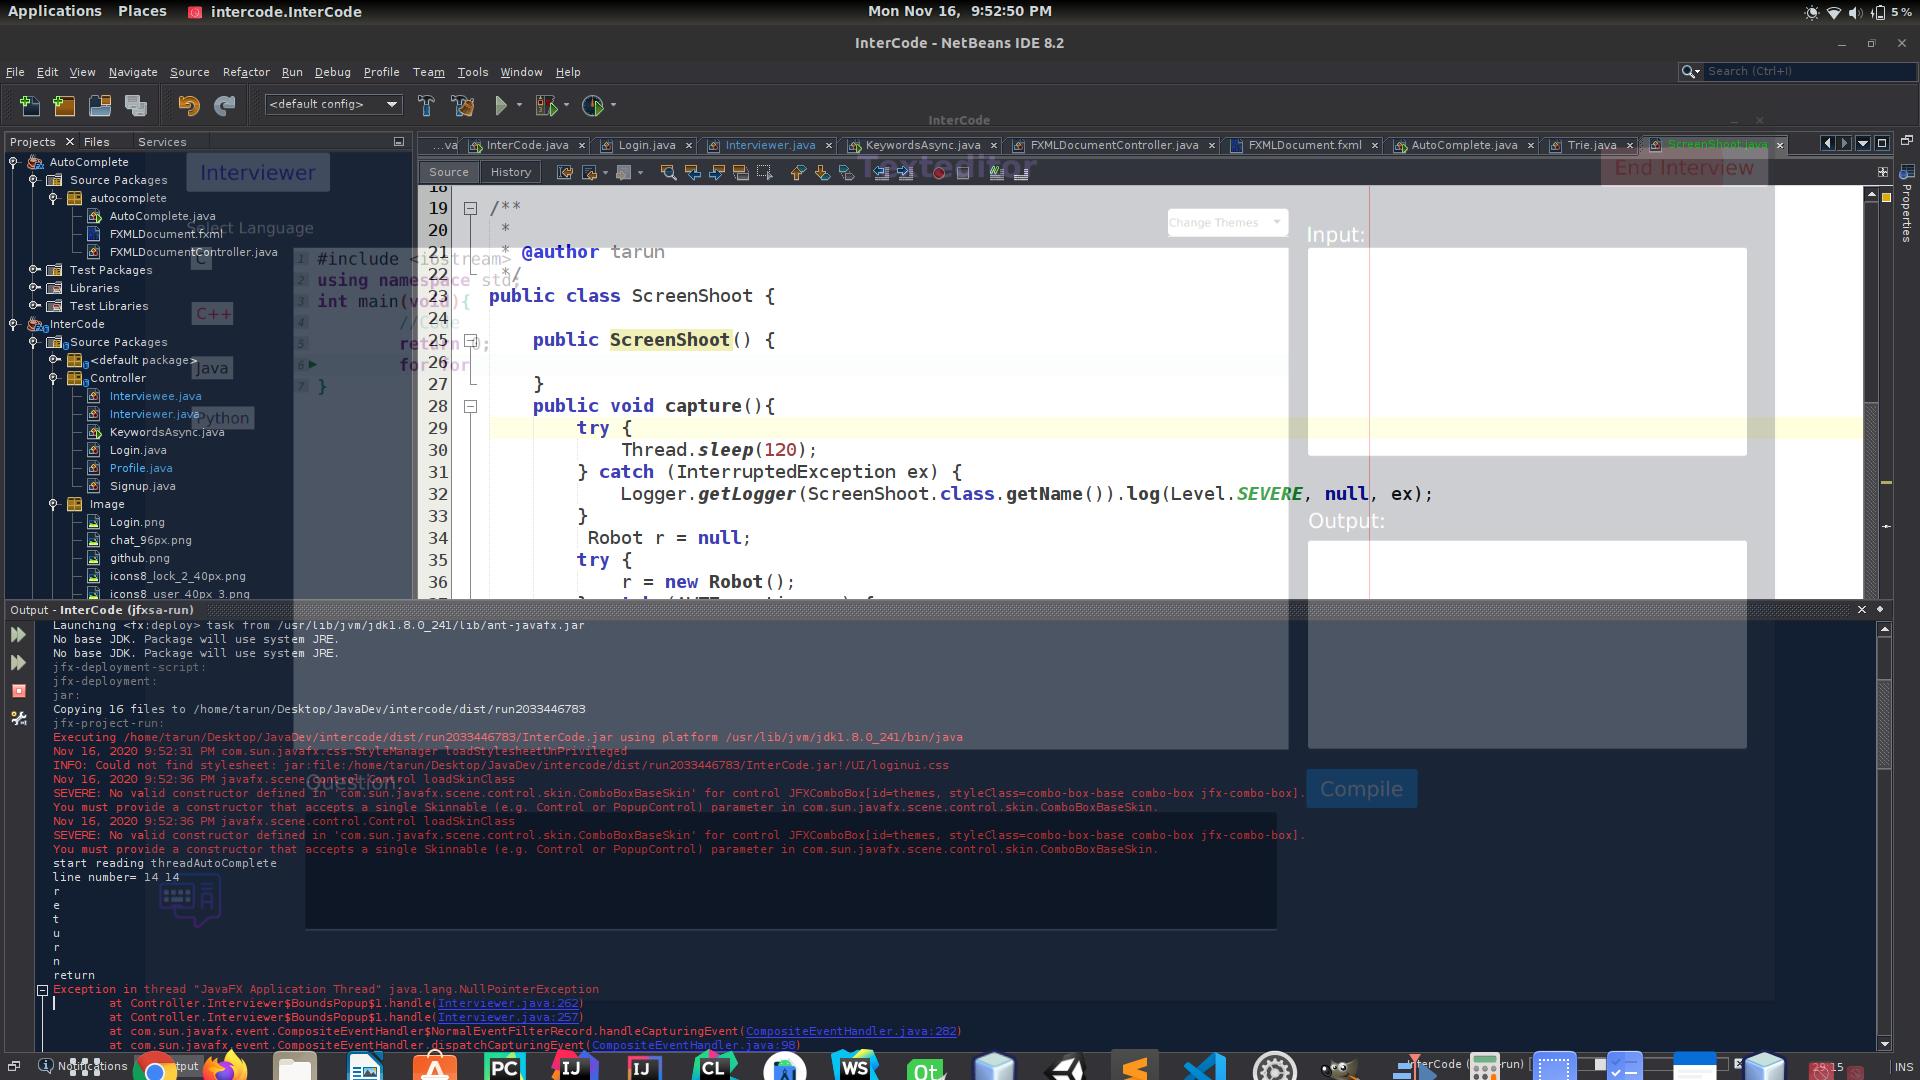 Applications Places intercode.InterCode Mon Nov 16, 9:52:50 PM 5 %
InterCode - NetBeans IDE 8.2
File Edit View Navigate Source Refactor Run Debug Profile Team Tools Window Help Search (Ctrl+I)
<default config>
InterCode
Projects Files Services
...va InterCode.java Login.java Interviewer.java KeywordsAsync.java FXMLDocumentController.java FXMLDocument.fxml AutoComplete.java Trie.java ScreenShoot.java
Source History
Texteditor
End Interview
Interviewer
Select Language
C
C++
Java
Python
Change Themes
Input:
Output:
Compile
Question:
AutoComplete
Source Packages
autocomplete
AutoComplete.java
FXMLDocument.fxml
FXMLDocumentController.java
Test Packages
Libraries
Test Libraries
InterCode
Source Packages
<default package>
Controller
Interviewee.java
Interviewer.java
KeywordsAsync.java
Login.java
Profile.java
Signup.java
Image
Login.png
chat_96px.png
github.png
icons8_lock_2_40px.png
icons8_user_40px_3.png
Properties
1 #include <iostream>
2 using namespace std;
3 int main(void){
4 //Code
5 return 0;
6 for for
7 }
18
19 /**
20 *
21 * @author tarun
22 */
23 public class ScreenShoot {
24
25 public ScreenShoot() {
26
27 }
28 public void capture(){
29 try {
30 Thread.sleep(120);
31 } catch (InterruptedException ex) {
32 Logger.getLogger(ScreenShoot.class.getName()).log(Level.SEVERE, null, ex);
33 }
34 Robot r = null;
35 try {
36 r = new Robot();
Output - InterCode (jfxsa-run)
Launching <fx:deploy> task from /usr/lib/jvm/jdk1.8.0_241/lib/ant-javafx.jar
No base JDK. Package will use system JRE.
No base JDK. Package will use system JRE.
jfx-deployment-script:
jfx-deployment:
jar:
Copying 16 files to /home/tarun/Desktop/JavaDev/intercode/dist/run2033446783
jfx-project-run:
Executing /home/tarun/Desktop/JavaDev/intercode/dist/run2033446783/InterCode.jar using platform /usr/lib/jvm/jdk1.8.0_241/bin/java
Nov 16, 2020 9:52:31 PM com.sun.javafx.css.StyleManager loadStylesheetUnPrivileged
INFO: Could not find stylesheet: jar:file:/home/tarun/Desktop/JavaDev/intercode/dist/run2033446783/InterCode.jar!/UI/loginui.css
Nov 16, 2020 9:52:36 PM javafx.scene.control.Control loadSkinClass
SEVERE: No valid constructor defined in 'com.sun.javafx.scene.control.skin.ComboBoxBaseSkin' for control JFXComboBox[id=themes, styleClass=combo-box-base combo-box jfx-combo-box].
You must provide a constructor that accepts a single Skinnable (e.g. Control or PopupControl) parameter in com.sun.javafx.scene.control.skin.ComboBoxBaseSkin.
Nov 16, 2020 9:52:36 PM javafx.scene.control.Control loadSkinClass
SEVERE: No valid constructor defined in 'com.sun.javafx.scene.control.skin.ComboBoxBaseSkin' for control JFXComboBox[id=themes, styleClass=combo-box-base combo-box jfx-combo-box].
You must provide a constructor that accepts a single Skinnable (e.g. Control or PopupControl) parameter in com.sun.javafx.scene.control.skin.ComboBoxBaseSkin.
start reading threadAutoComplete
line number= 14 14
r
e
t
u
r
n
return
Exception in thread "JavaFX Application Thread" java.lang.NullPointerException
at Controller.Interviewer$BoundsPopup$1.handle(Interviewer.java:262)
at Controller.Interviewer$BoundsPopup$1.handle(Interviewer.java:257)
at com.sun.javafx.event.CompositeEventHandler$NormalEventFilterRecord.handleCapturingEvent(CompositeEventHandler.java:282)
at com.sun.javafx.event.CompositeEventHandler.dispatchCapturingEvent(CompositeEventHandler.java:98)
Notifications
PC IJ IJ CL WS Qt
29:15 INS